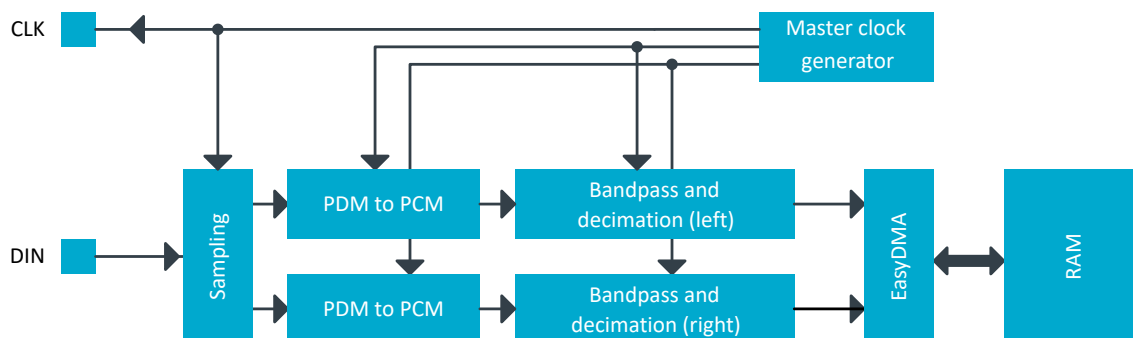 CLK
Master clock
generator
DIN
Sampling
PDM to PCM
Bandpass and
decimation (left)
PDM to PCM
Bandpass and
decimation (right)
EasyDMA
RAM